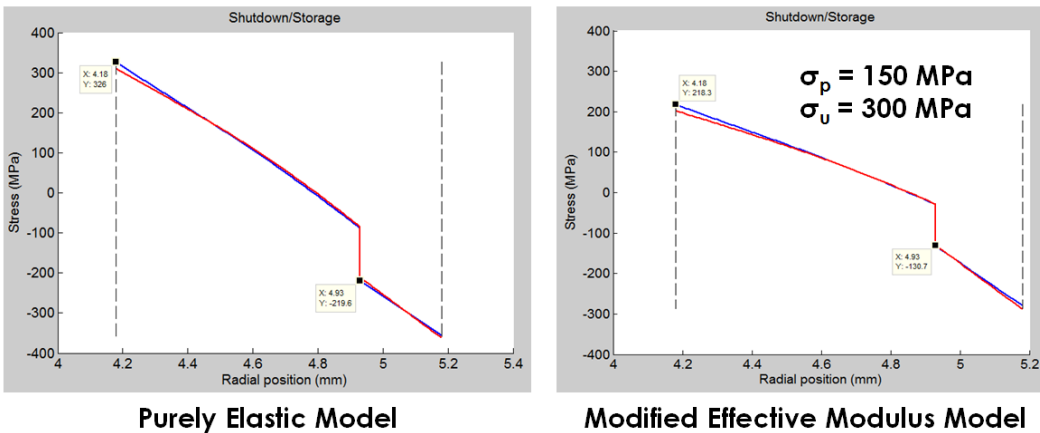 Shutdown/Storage
400
300
200
100
0
-100
-200
-300
-400
Stress (MPa)
X: 4.18
Y: 326
X: 4.93
Y: -219.6
4
4.2
4.4
4.6
4.8
5
5.2
5.4
Radial position (mm)
Purely Elastic Model
Shutdown/Storage
400
300
200
100
0
-100
-200
-300
-400
Stress (MPa)
X: 4.18
Y: 218.3
σp = 150 MPa
σu = 300 MPa
X: 4.93
Y: -130.7
4
4.2
4.4
4.6
4.8
5
5.2
Radial position (mm)
Modified Effective Modulus Model